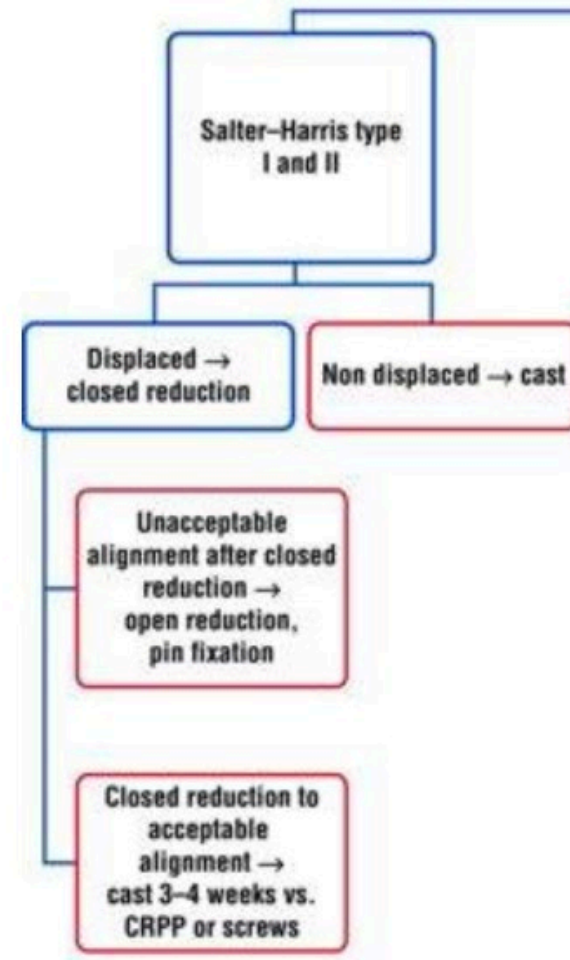 Salter–Harris type
I and II
Displaced →
closed reduction
Non displaced → cast
Unacceptable
alignment after closed
reduction →
open reduction,
pin fixation
Closed reduction to
acceptable
alignment →
cast 3–4 weeks vs.
CRPP or screws